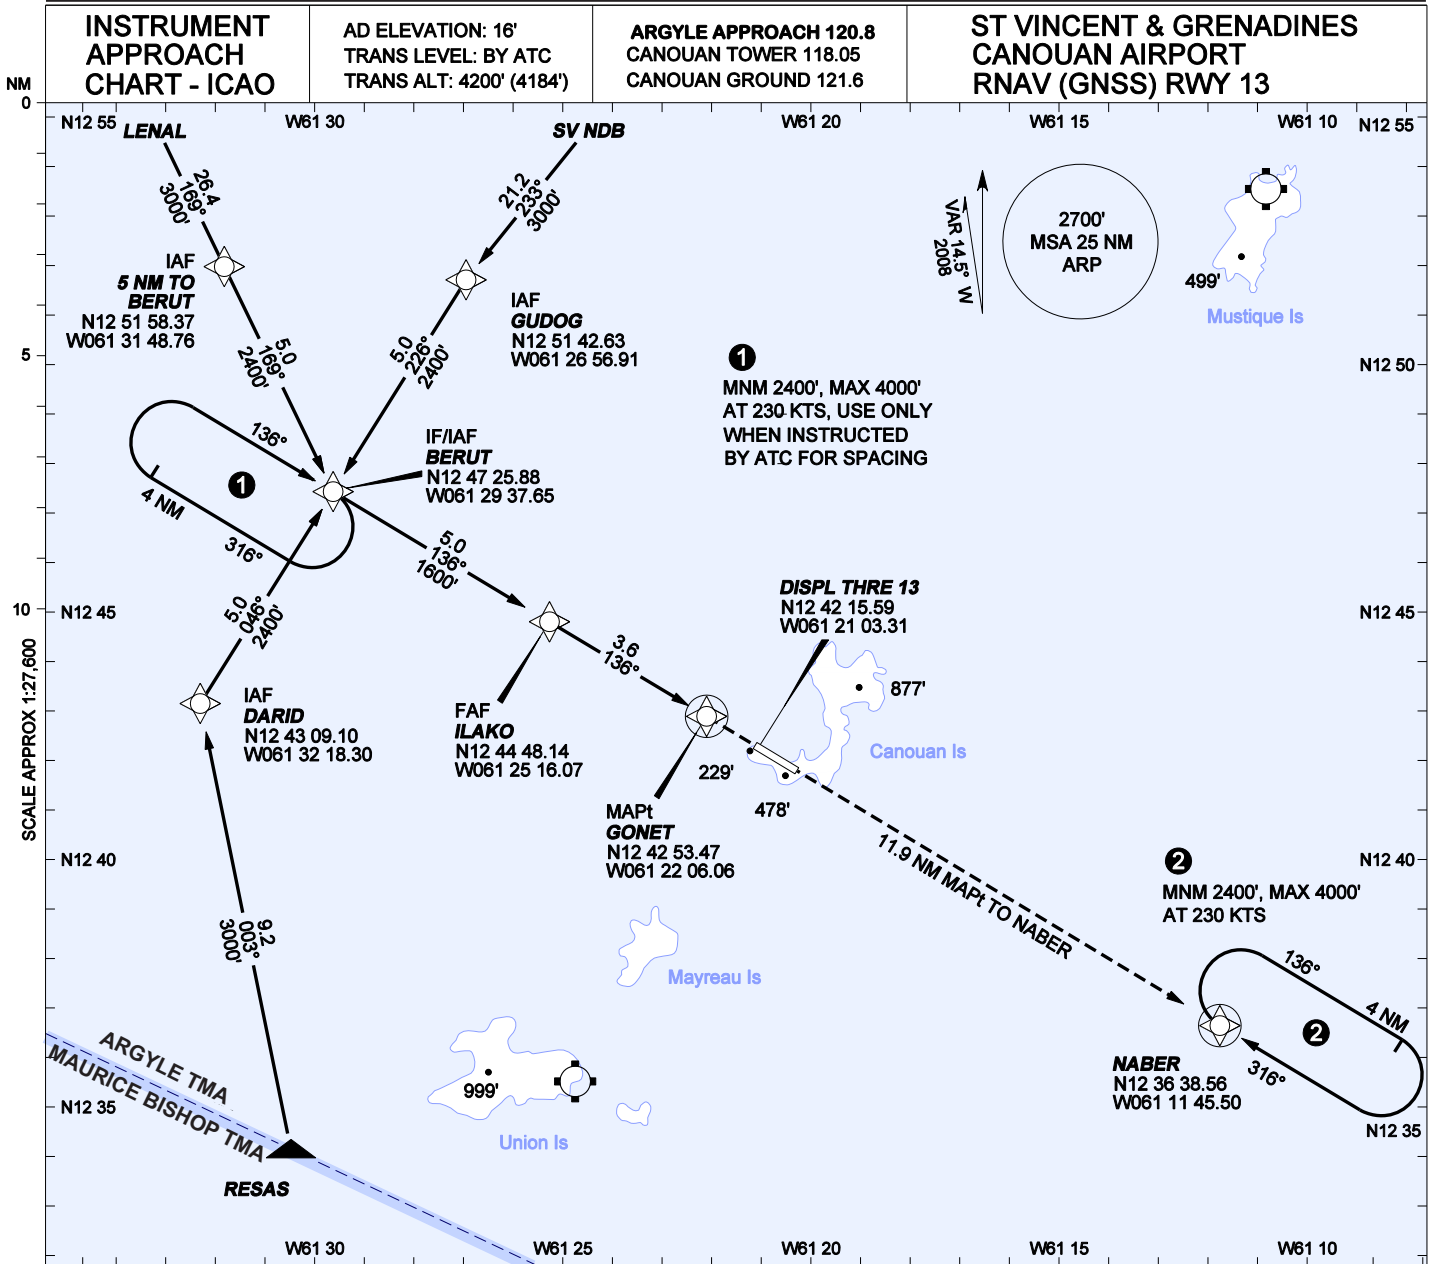 INSTRUMENT
APPROACH
CHART - ICAO
AD ELEVATION: 16'
TRANS LEVEL: BY ATC
TRANS ALT: 4200' (4184')
ARGYLE APPROACH 120.8
CANOUAN TOWER 118.05
CANOUAN GROUND 121.6
ST VINCENT & GRENADINES
CANOUAN AIRPORT
RNAV (GNSS) RWY 13
NM
0
5
10
SCALE APPROX 1:27,600
N12 55
W61 30
W61 20
W61 15
W61 10
N12 55
LENAL
SV NDB
26.4
169°
3000'
21.2
233°
3000'
VAR 14.5° W
2008
2700'
MSA 25 NM
ARP
499'
Mustique Is
IAF
5 NM TO
BERUT
N12 51 58.37
W061 31 48.76
IAF
GUDOG
N12 51 42.63
W061 26 56.91
5.0
169°
2400'
5.0
226°
2400'
1
MNM 2400', MAX 4000'
AT 230 KTS, USE ONLY
WHEN INSTRUCTED
BY ATC FOR SPACING
N12 50
136°
1
4 NM
316°
IF/IAF
BERUT
N12 47 25.88
W061 29 37.65
5.0
136°
1600'
N12 45
N12 45
5.0
046°
2400'
DISPL THRE 13
N12 42 15.59
W061 21 03.31
3.6
136°
877'
Canouan Is
IAF
DARID
N12 43 09.10
W061 32 18.30
FAF
ILAKO
N12 44 48.14
W061 25 16.07
229'
478'
MAPt
GONET
N12 42 53.47
W061 22 06.06
11.9 NM MAPt TO NABER
N12 40
N12 40
2
MNM 2400', MAX 4000'
AT 230 KTS
9.2
003°
3000'
Mayreau Is
136°
4 NM
2
316°
NABER
N12 36 38.56
W061 11 45.50
ARGYLE TMA
MAURICE BISHOP TMA
999'
Union Is
N12 35
N12 35
RESAS
W61 30
W61 25
W61 20
W61 15
W61 10